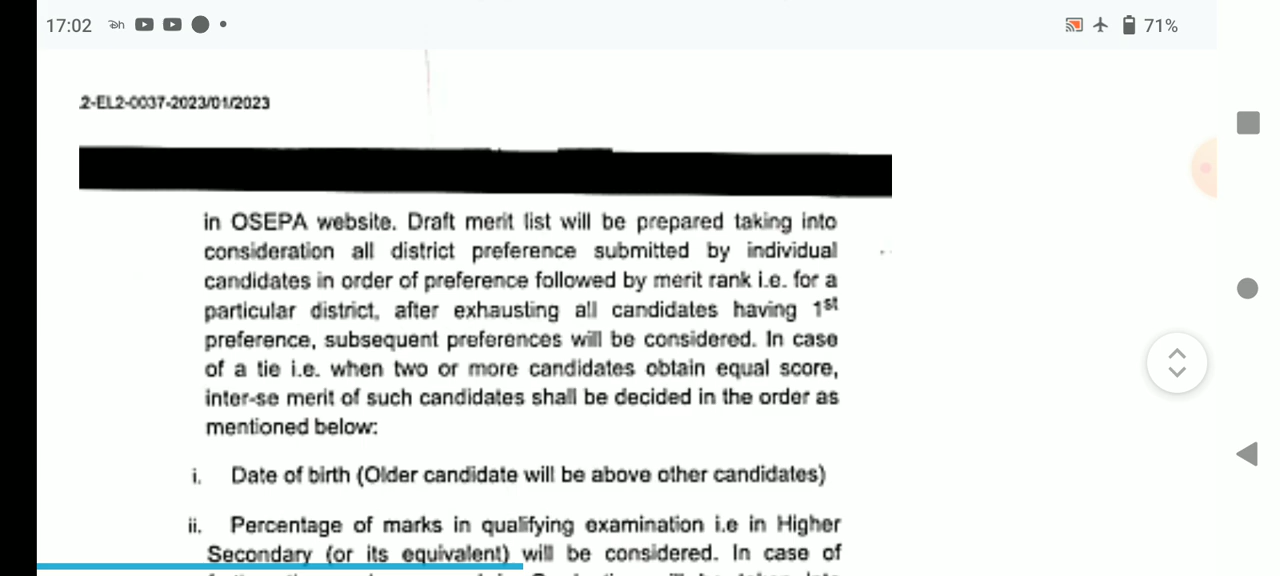 17:02
71%
2-EL2-0037-2023/01/2023
in OSEPA website. Draft merit list will be prepared taking into
consideration all district preference submitted by individual
candidates in order of preference followed by merit rank i.e. for a
particular district, after exhausting all candidates having 1st
preference, subsequent preferences will be considered. In case
of a tie i.e. when two or more candidates obtain equal score,
inter-se merit of such candidates shall be decided in the order as
mentioned below:
i. Date of birth (Older candidate will be above other candidates)
ii. Percentage of marks in qualifying examination i.e in Higher
Secondary (or its equivalent) will be considered. In case of